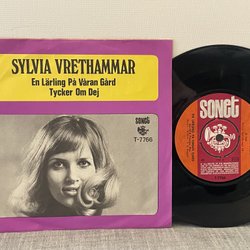 SYLVIA VRETHAMMAR
En Lärling På Våran Gård
Tycker Om Dej
sonet
T-7766
SONET